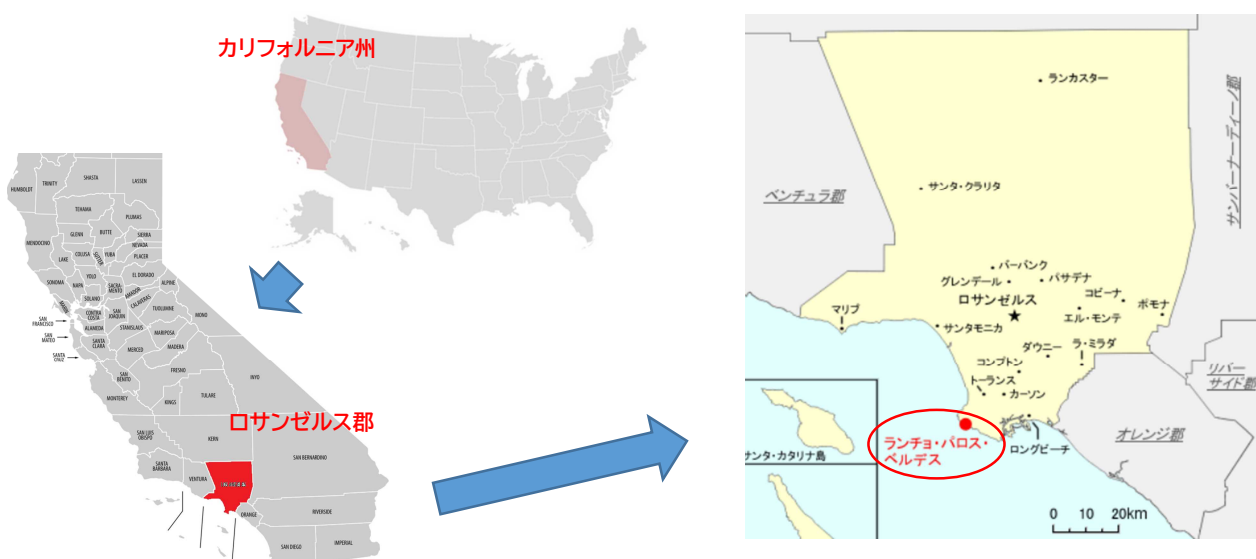 カリフォルニア州
HUMBOLDT
TRINITY
SHASTA
LASSEN
TEHAMA
PLUMAS
MENDOCINO
GLENN
BUTTE
SIERRA
NEVADA
LAKE
COLUSA
SUTTER
YUBA
PLACER
SONOMA
NAPA
YOLO
EL DORADO
ALPINE
SACRA-
MENTO
AMADOR
CALAVERAS
MARIN
SOLANO
CONTRA
COSTA
SAN
JOAQUIN
TUOLUMNE
MONO
SAN
FRANCISCO
ALAMEDA
STANISLAUS
MARIPOSA
SAN
MATEO
SANTA
CLARA
MERCED
MADERA
SANTA
CRUZ
SAN
BENITO
FRESNO
INYO
MONTEREY
KINGS
TULARE
ロサンゼルス郡
SAN LUIS
OBISPO
KERN
SANTA
BARBARA
VENTURA
SAN BERNARDINO
ORANGE
RIVERSIDE
SAN DIEGO
IMPERIAL
ランカスター
サンバーナーディーノ郡
ベンチュラ郡
サンタ・クラリタ
バーバンク
グレンデール
パサデナ
ロサンゼルス
コビーナ
ポモナ
マリブ
サンタモニカ
エル・モンテ
ダウニー
ラ・ミラダ
コンプトン
トーランス
カーソン
リバー
サイド郡
オレンジ郡
ランチョ・パロス・
ベルデス
ロングビーチ
サンタ・カタリナ島
0 10 20km